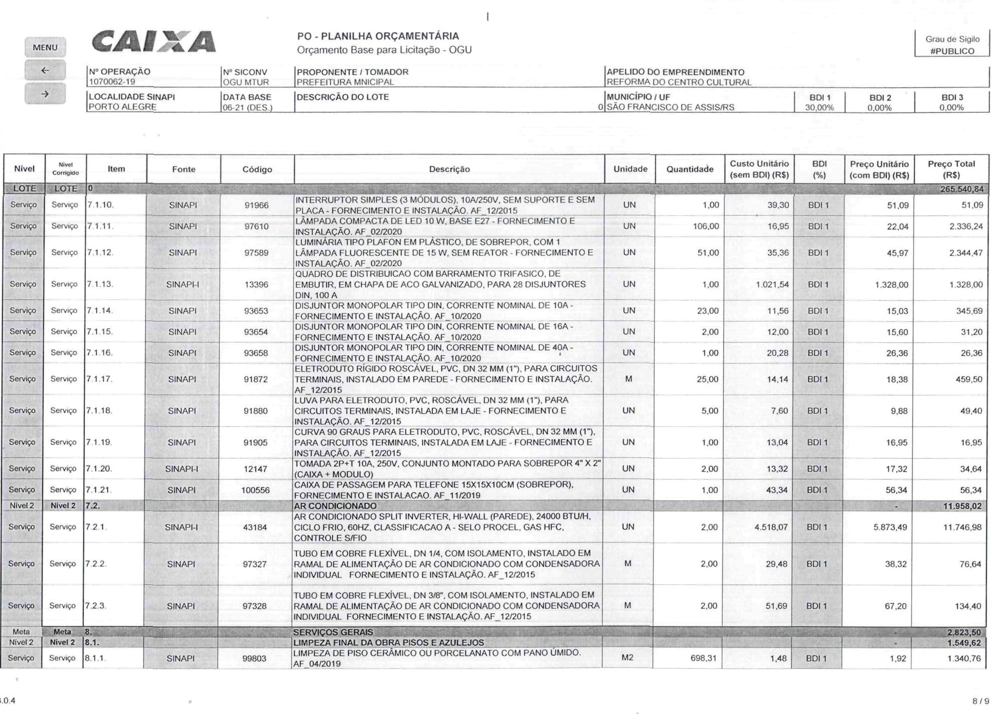 MENU
←
→
CAIXA
PO - PLANILHA ORÇAMENTÁRIA
Orçamento Base para Licitação - OGU
Grau de Sigilo
#PUBLICO
Nº OPERAÇÃO
1070062-19
Nº SICONV
OGU MTUR
PROPONENTE / TOMADOR
PREFEITURA MNICIPAL
APELIDO DO EMPREENDIMENTO
REFORMA DO CENTRO CULTURAL
LOCALIDADE SINAPI
PORTO ALEGRE
DATA BASE
06-21 (DES.)
DESCRIÇÃO DO LOTE
0
MUNICÍPIO / UF
SÃO FRANCISCO DE ASSIS/RS
BDI 1
30,00%
BDI 2
0,00%
BDI 3
0,00%
Nível Nível Corrigido Item Fonte Código Descrição Unidade Quantidade Custo Unitário (sem BDI) (R$) BDI (%) Preço Unitário (com BDI) (R$) Preço Total (R$)
LOTE LOTE 0 265.540,84
Serviço Serviço 7.1.10. SINAPI 91966 INTERRUPTOR SIMPLES (3 MÓDULOS), 10A/250V, SEM SUPORTE E SEM
PLACA - FORNECIMENTO E INSTALAÇÃO. AF_12/2015 UN 1,00 39,30 BDI 1 51,09 51,09
Serviço Serviço 7.1.11. SINAPI 97610 LÂMPADA COMPACTA DE LED 10 W, BASE E27 - FORNECIMENTO E
INSTALAÇÃO. AF_02/2020 UN 106,00 16,95 BDI 1 22,04 2.336,24
Serviço Serviço 7.1.12. SINAPI 97589 LUMINÁRIA TIPO PLAFON EM PLÁSTICO, DE SOBREPOR, COM 1
LÂMPADA FLUORESCENTE DE 15 W, SEM REATOR - FORNECIMENTO E
INSTALAÇÃO. AF_02/2020 UN 51,00 35,36 BDI 1 45,97 2.344,47
Serviço Serviço 7.1.13. SINAPI-I 13396 QUADRO DE DISTRIBUICAO COM BARRAMENTO TRIFASICO, DE
EMBUTIR, EM CHAPA DE ACO GALVANIZADO, PARA 28 DISJUNTORES
DIN, 100 A UN 1,00 1.021,54 BDI 1 1.328,00 1.328,00
Serviço Serviço 7.1.14. SINAPI 93653 DISJUNTOR MONOPOLAR TIPO DIN, CORRENTE NOMINAL DE 10A -
FORNECIMENTO E INSTALAÇÃO. AF_10/2020 UN 23,00 11,56 BDI 1 15,03 345,69
Serviço Serviço 7.1.15. SINAPI 93654 DISJUNTOR MONOPOLAR TIPO DIN, CORRENTE NOMINAL DE 16A -
FORNECIMENTO E INSTALAÇÃO. AF_10/2020 UN 2,00 12,00 BDI 1 15,60 31,20
Serviço Serviço 7.1.16. SINAPI 93658 DISJUNTOR MONOPOLAR TIPO DIN, CORRENTE NOMINAL DE 40A -
FORNECIMENTO E INSTALAÇÃO. AF_10/2020 UN 1,00 20,28 BDI 1 26,36 26,36
Serviço Serviço 7.1.17. SINAPI 91872 ELETRODUTO RÍGIDO ROSCÁVEL, PVC, DN 32 MM (1"), PARA CIRCUITOS
TERMINAIS, INSTALADO EM PAREDE - FORNECIMENTO E INSTALAÇÃO.
AF_12/2015 M 25,00 14,14 BDI 1 18,38 459,50
Serviço Serviço 7.1.18. SINAPI 91880 LUVA PARA ELETRODUTO, PVC, ROSCÁVEL, DN 32 MM (1"), PARA
CIRCUITOS TERMINAIS, INSTALADA EM LAJE - FORNECIMENTO E
INSTALAÇÃO. AF_12/2015 UN 5,00 7,60 BDI 1 9,88 49,40
Serviço Serviço 7.1.19. SINAPI 91905 CURVA 90 GRAUS PARA ELETRODUTO, PVC, ROSCÁVEL, DN 32 MM (1"),
PARA CIRCUITOS TERMINAIS, INSTALADA EM LAJE - FORNECIMENTO E
INSTALAÇÃO. AF_12/2015 UN 1,00 13,04 BDI 1 16,95 16,95
Serviço Serviço 7.1.20. SINAPI-I 12147 TOMADA 2P+T 10A, 250V, CONJUNTO MONTADO PARA SOBREPOR 4" X 2"
(CAIXA + MODULO) UN 2,00 13,32 BDI 1 17,32 34,64
Serviço Serviço 7.1.21. SINAPI 100556 CAIXA DE PASSAGEM PARA TELEFONE 15X15X10CM (SOBREPOR),
FORNECIMENTO E INSTALACAO. AF_11/2019 UN 1,00 43,34 BDI 1 56,34 56,34
Nível 2 Nível 2 7.2. AR CONDICIONADO - 11.958,02
Serviço Serviço 7.2.1. SINAPI-I 43184 AR CONDICIONADO SPLIT INVERTER, HI-WALL (PAREDE), 24000 BTU/H,
CICLO FRIO, 60HZ, CLASSIFICACAO A - SELO PROCEL, GAS HFC,
CONTROLE S/FIO UN 2,00 4.518,07 BDI 1 5.873,49 11.746,98
Serviço Serviço 7.2.2. SINAPI 97327 TUBO EM COBRE FLEXÍVEL, DN 1/4, COM ISOLAMENTO, INSTALADO EM
RAMAL DE ALIMENTAÇÃO DE AR CONDICIONADO COM CONDENSADORA
INDIVIDUAL FORNECIMENTO E INSTALAÇÃO. AF_12/2015 M 2,00 29,48 BDI 1 38,32 76,64
Serviço Serviço 7.2.3. SINAPI 97328 TUBO EM COBRE FLEXÍVEL, DN 3/8", COM ISOLAMENTO, INSTALADO EM
RAMAL DE ALIMENTAÇÃO DE AR CONDICIONADO COM CONDENSADORA
INDIVIDUAL FORNECIMENTO E INSTALAÇÃO. AF_12/2015 M 2,00 51,69 BDI 1 67,20 134,40
Meta Meta 8. SERVIÇOS GERAIS - 2.823,50
Nível 2 Nível 2 8.1. LIMPEZA FINAL DA OBRA PISOS E AZULEJOS - 1.549,62
Serviço Serviço 8.1.1. SINAPI 99803 LIMPEZA DE PISO CERÂMICO OU PORCELANATO COM PANO ÚMIDO.
AF_04/2019 M2 698,31 1,48 BDI 1 1,92 1.340,76
.0.4
8 / 9